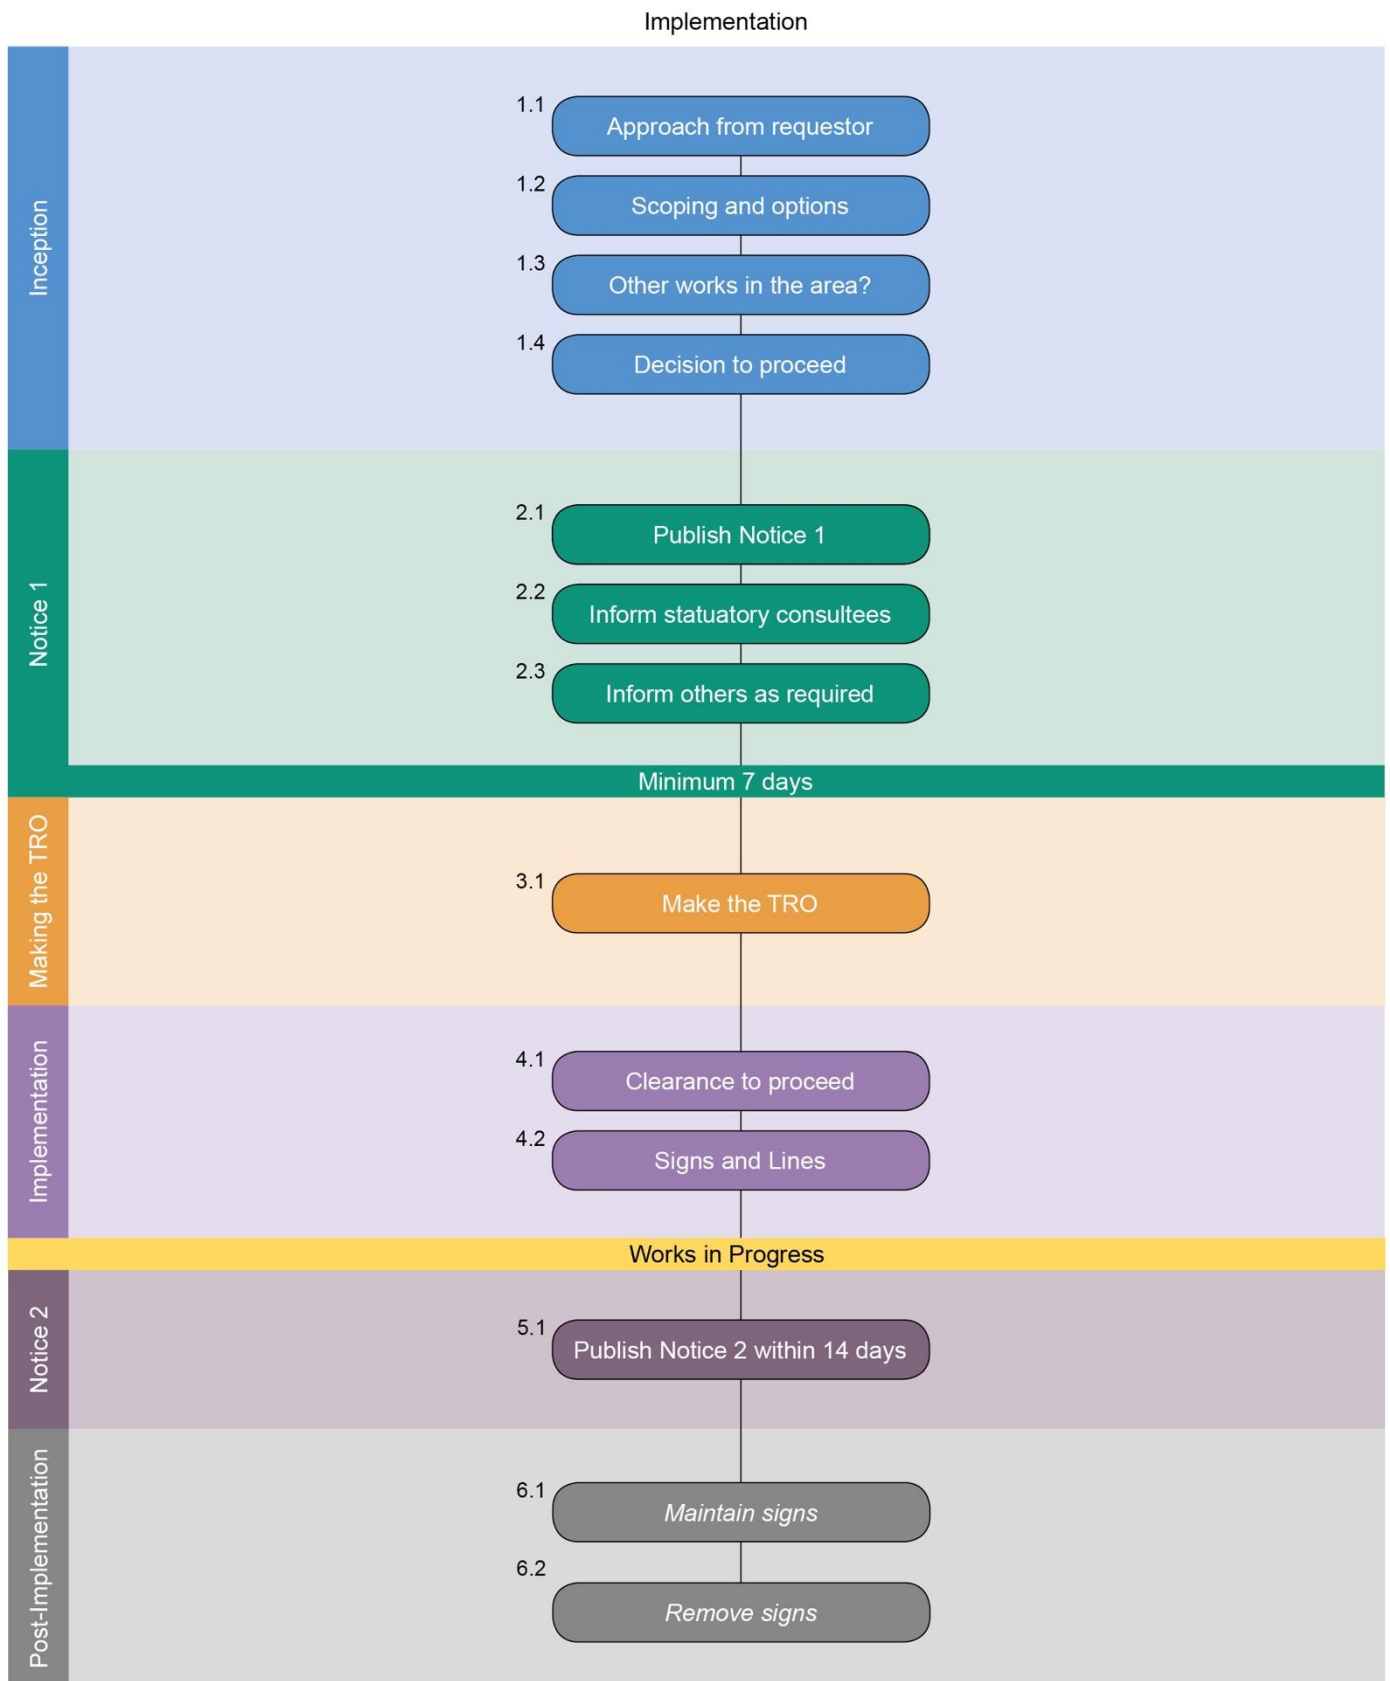 Implementation
Inception
1.1
Approach from requestor
1.2
Scoping and options
1.3
Other works in the area?
1.4
Decision to proceed
Notice 1
2.1
Publish Notice 1
2.2
Inform statuatory consultees
2.3
Inform others as required
Minimum 7 days
Making the TRO
3.1
Make the TRO
Implementation
4.1
Clearance to proceed
4.2
Signs and Lines
Works in Progress
Notice 2
5.1
Publish Notice 2 within 14 days
Post-Implementation
6.1
Maintain signs
6.2
Remove signs